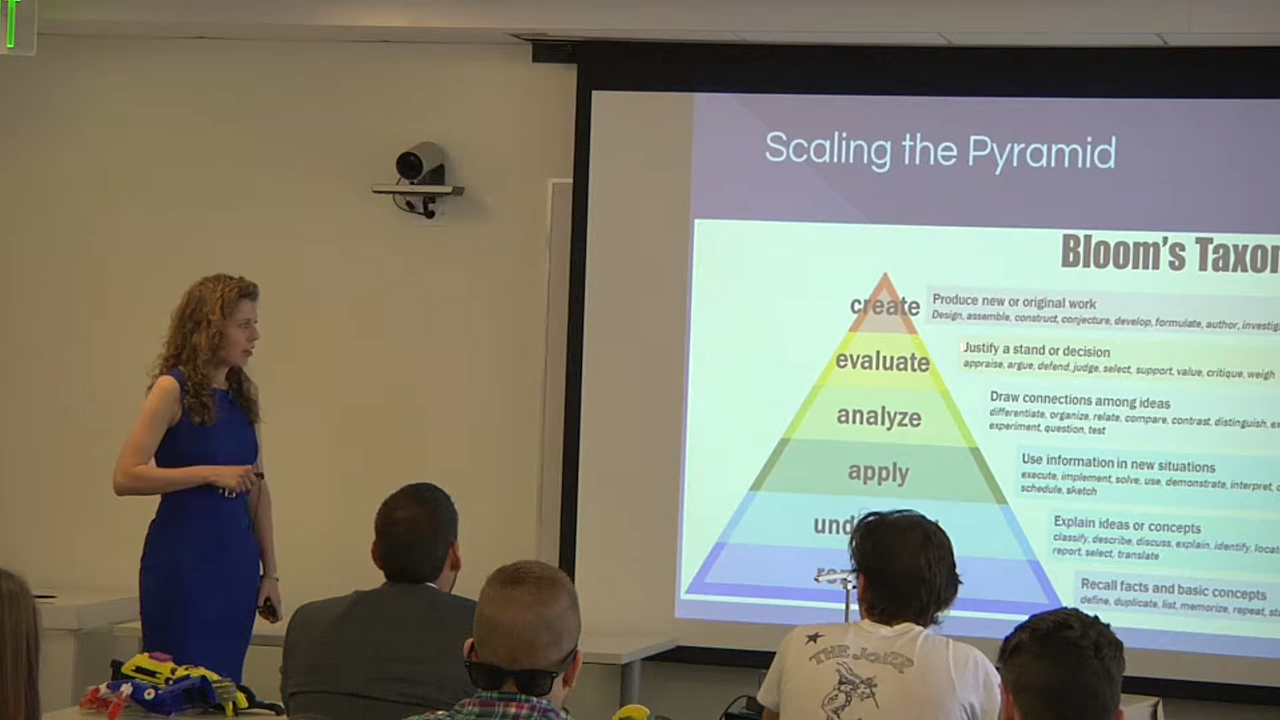 Scaling the Pyramid
Bloom's Taxon
create
Produce new or original work
Design, assemble, construct, conjecture, develop, formulate, author, investig
evaluate
Justify a stand or decision
appraise, argue, defend, judge, select, support, value, critique, weigh
analyze
Draw connections among ideas
differentiate, organize, relate, compare, contrast, distinguish, ex
experiment, question, test
apply
Use information in new situations
execute, implement, solve, use, demonstrate, interpret,
schedule, sketch
Explain ideas or concepts
classify, describe, discuss, explain, identify, locat
report, select, translate
Recall facts and basic concepts
define, duplicate, list, memorize, repeat,
THE JOKER